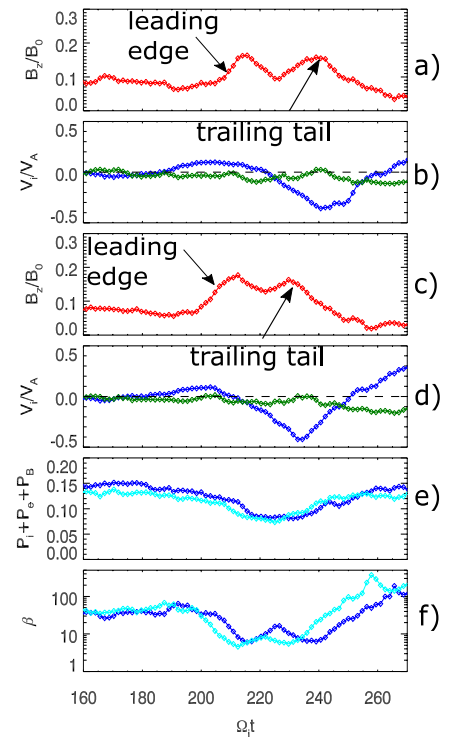 0.3
0.2
0.1
0.0
B_z/B_0
leading
edge
a)
0.5
0.0
-0.5
V_i/V_A
trailing tail
b)
0.3
0.2
0.1
0.0
B_z/B_0
leading
edge
c)
0.5
0.0
-0.5
V_i/V_A
trailing tail
d)
0.20
0.15
0.10
0.05
0.00
P_i + P_e + P_B
e)
100
10
1
β
f)
160 180 200 220 240 260
Ω_i t